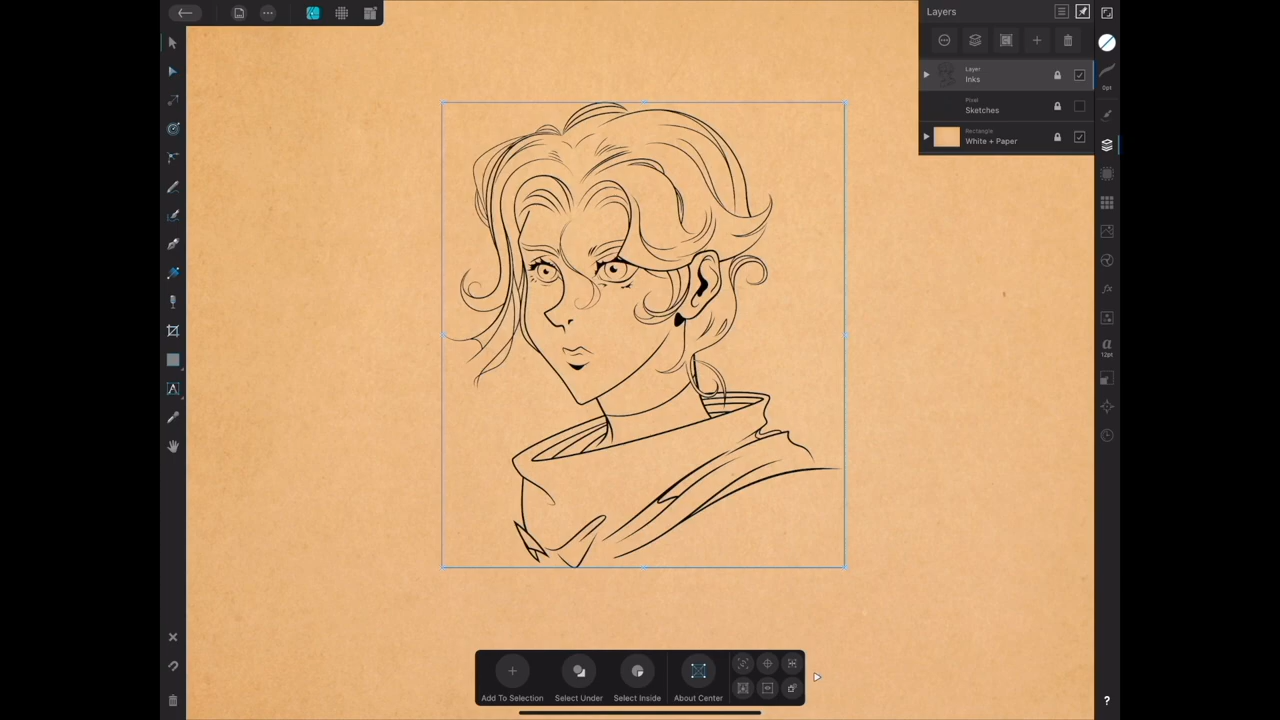 Layers
Layer
Inks
Pixel
Sketches
Rectangle
White + Paper
0pt
a
12pt
fx
A
?
Add To Selection
Select Under
Select Inside
About Center